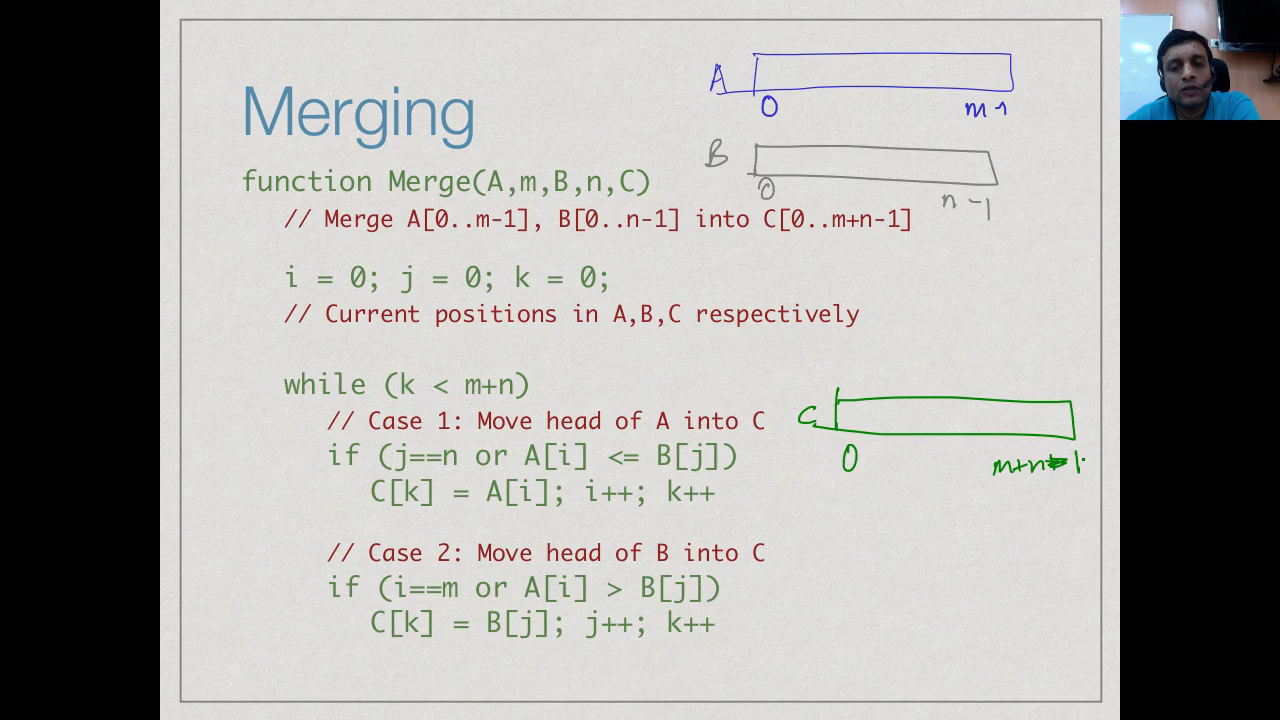 Merging
A
0
m-1
B
0
n-1
function Merge(A,m,B,n,C)
// Merge A[0..m-1], B[0..n-1] into C[0..m+n-1]
i = 0; j = 0; k = 0;
// Current positions in A,B,C respectively
while (k < m+n)
// Case 1: Move head of A into C
if (j==n or A[i] <= B[j])
C[k] = A[i]; i++; k++
C
0
m+n-1
// Case 2: Move head of B into C
if (i==m or A[i] > B[j])
C[k] = B[j]; j++; k++